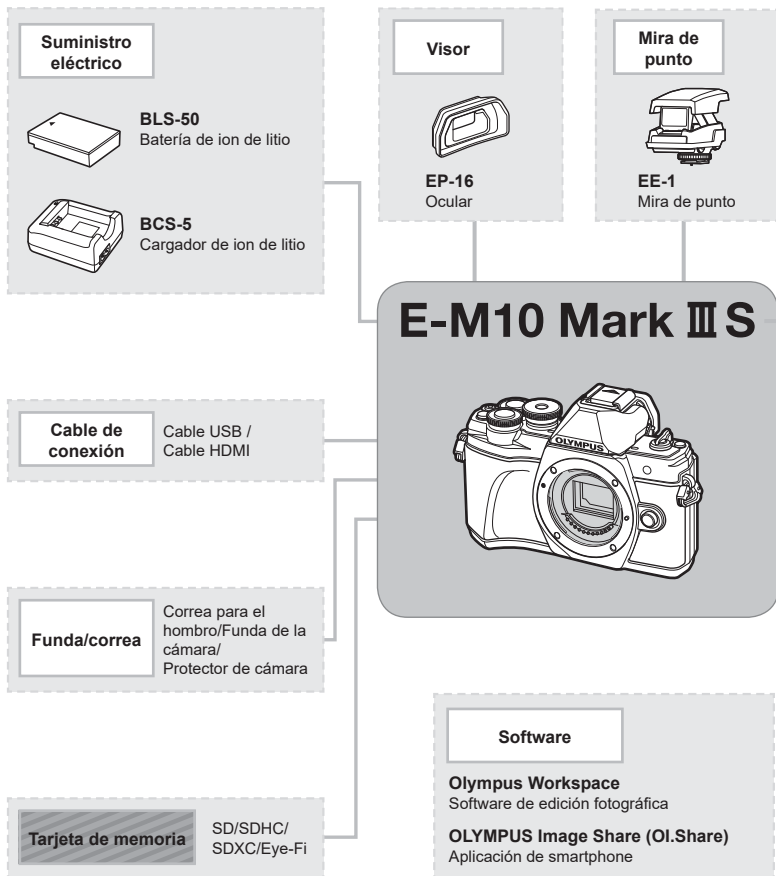 Suministro
eléctrico
BLS-50
Batería de ion de litio
BCS-5
Cargador de ion de litio
Visor
EP-16
Ocular
Mira de
punto
EE-1
Mira de punto
E-M10 Mark Ⅲ S
OLYMPUS
Cable de
conexión
Cable USB /
Cable HDMI
Funda/correa
Correa para el
hombro/Funda de la
cámara/
Protector de cámara
Tarjeta de memoria
SD/SDHC/
SDXC/Eye-Fi
Software
Olympus Workspace
Software de edición fotográfica
OLYMPUS Image Share (OI.Share)
Aplicación de smartphone